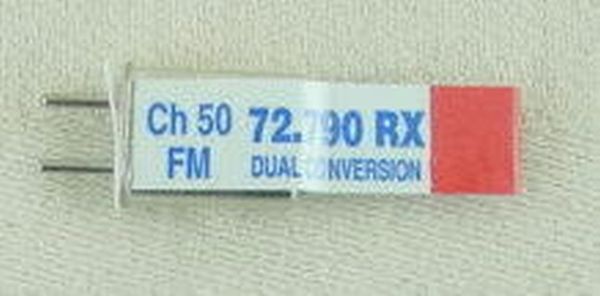 Ch 50 72.790 RX
FM DUAL CONVERSION